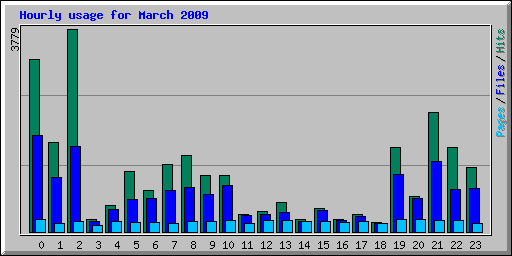 Hourly usage for March 2009
3779
Pages / Files / Hits
0 1 2 3 4 5 6 7 8 9 10 11 12 13 14 15 16 17 18 19 20 21 22 23